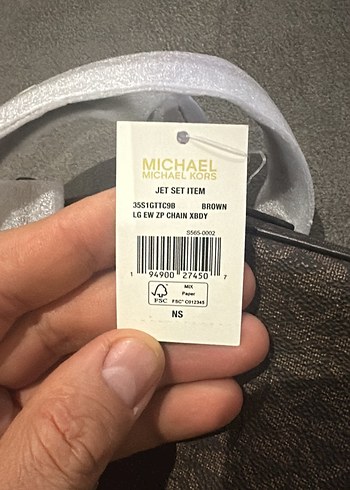 MICHAEL
MICHAEL KORS
JET SET ITEM
35S1GTTC9B BROWN
LG EW ZP CHAIN XBDY
S565-0002
1 94900 27450 7
MIX
Paper
FSC
FSC® C012345
NS